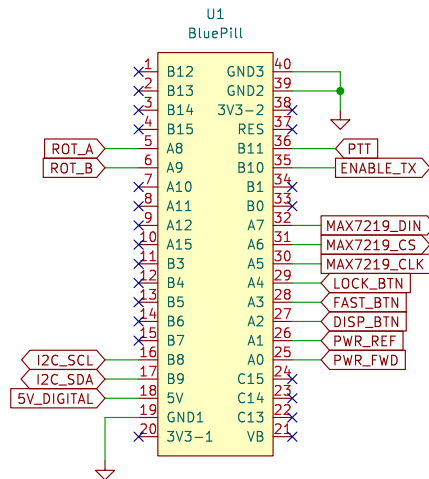 U1
BluePill
1 B12 GND3 40
2 B13 GND2 39
3 B14 3V3-2 38
4 B15 RES 37
ROT_A 5 A8 B11 36 PTT
ROT_B 6 A9 B10 35 ENABLE_TX
7 A10 B1 34
8 A11 B0 33
9 A12 A7 32 MAX7219_DIN
10 A15 A6 31 MAX7219_CS
11 B3 A5 30 MAX7219_CLK
12 B4 A4 29 LOCK_BTN
13 B5 A3 28 FAST_BTN
14 B6 A2 27 DISP_BTN
15 B7 A1 26 PWR_REF
I2C_SCL 16 B8 A0 25 PWR_FWD
I2C_SDA 17 B9 C15 24
5V_DIGITAL 18 5V C14 23
19 GND1 C13 22
20 3V3-1 VB 21